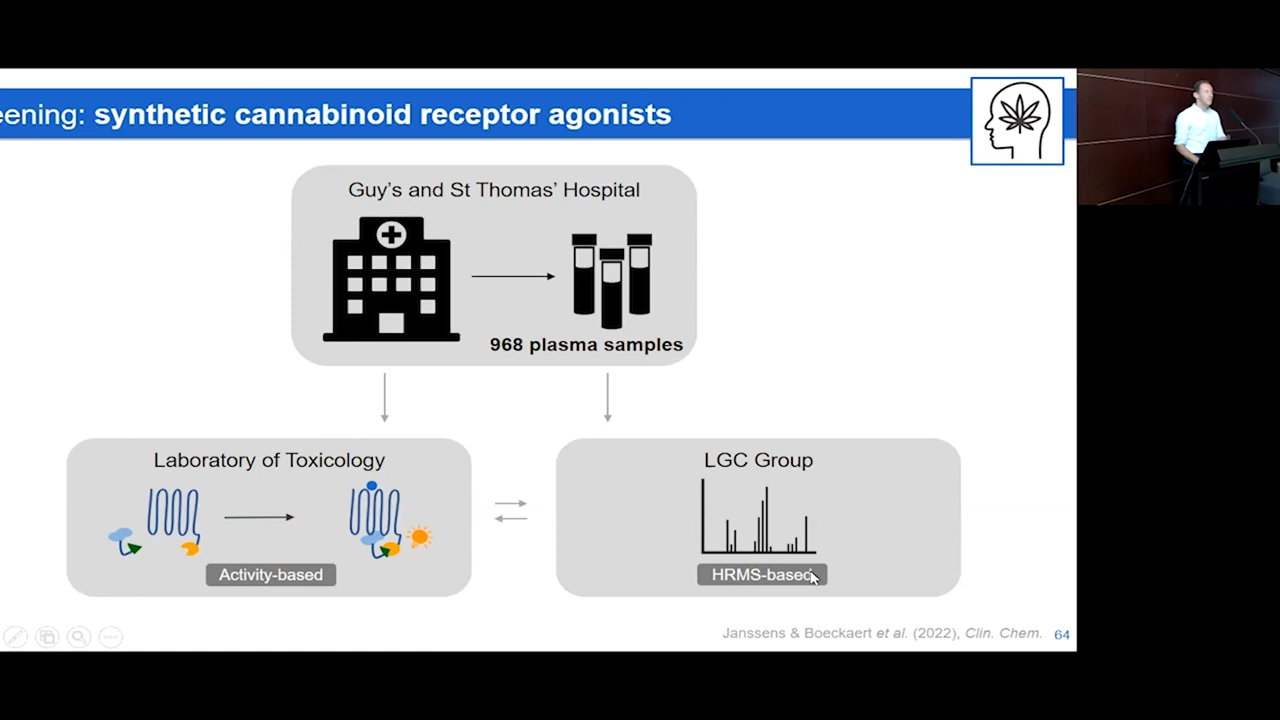 eening: synthetic cannabinoid receptor agonists
Guy's and St Thomas' Hospital
968 plasma samples
Laboratory of Toxicology
Activity-based
LGC Group
HRMS-based
Janssens & Boeckaert et al. (2022), Clin. Chem. 64